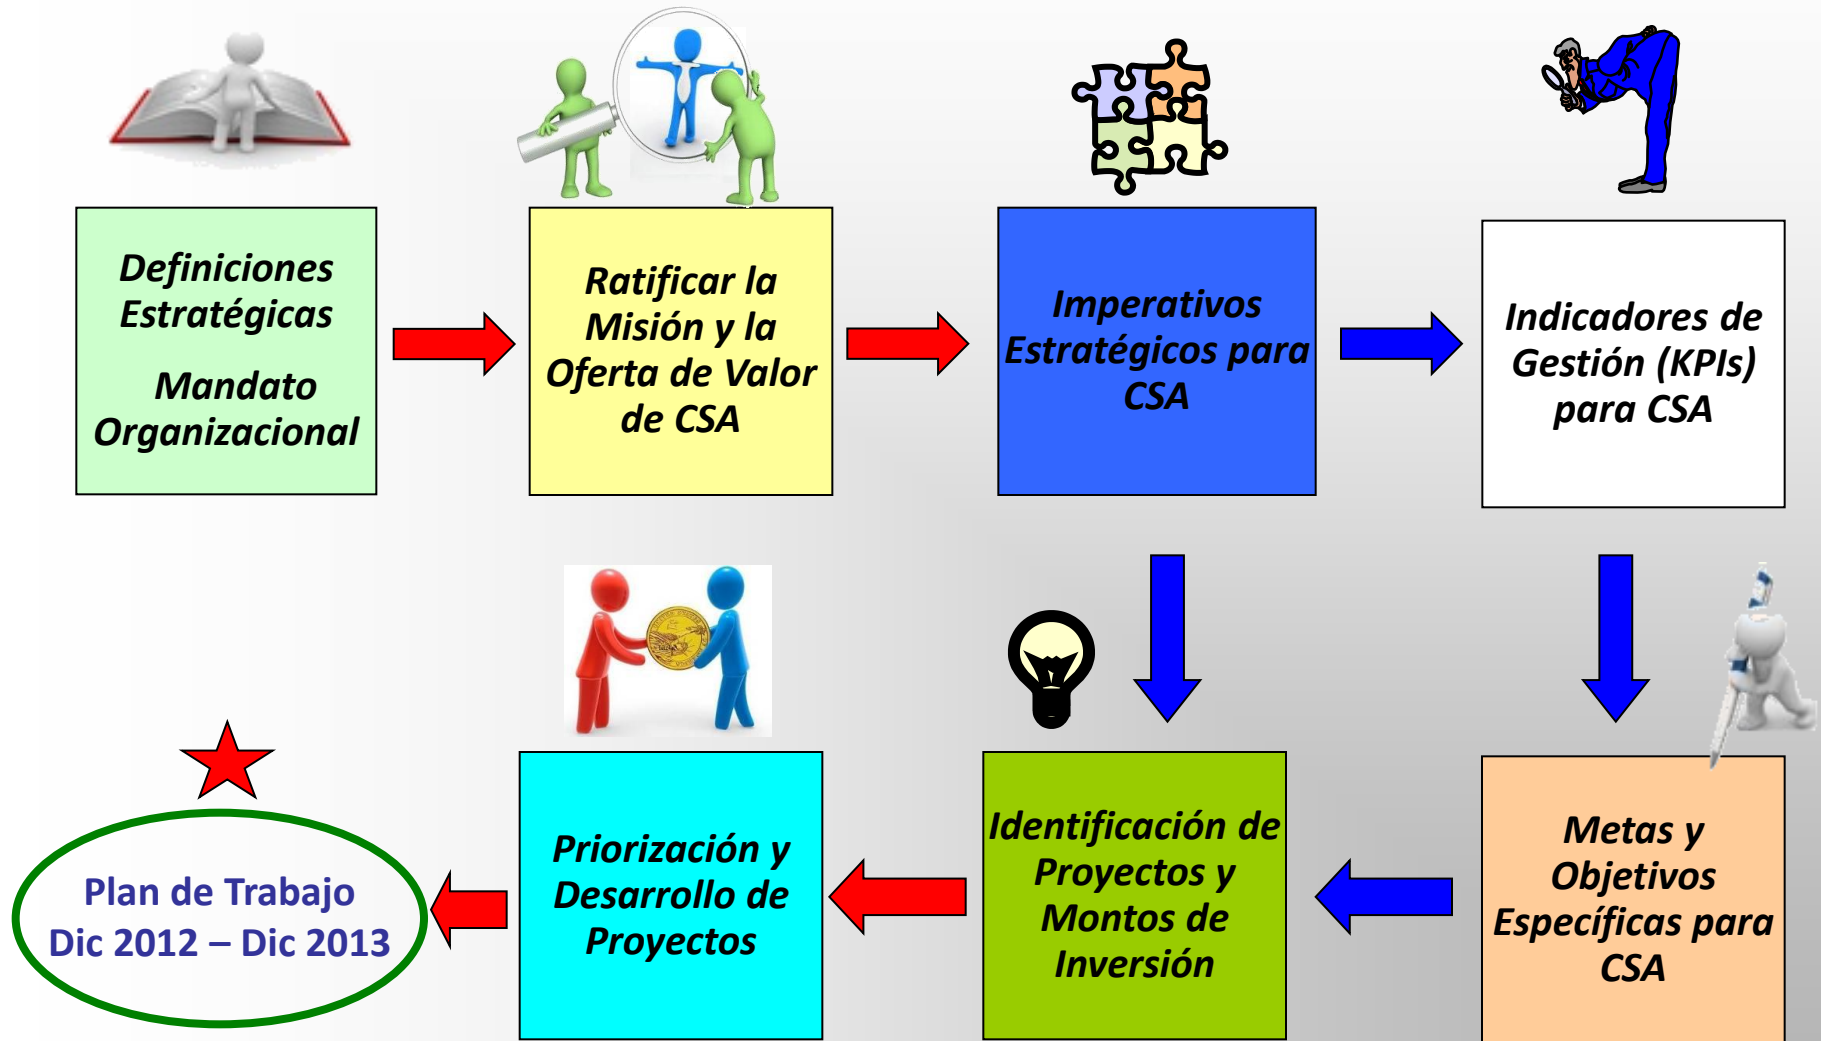 Definiciones
Estratégicas
Mandato
Organizacional
Ratificar la
Misión y la
Oferta de Valor
de CSA
Imperativos
Estratégicos para
CSA
Indicadores de
Gestión (KPIs)
para CSA
Plan de Trabajo
Dic 2012 – Dic 2013
Priorización y
Desarrollo de
Proyectos
Identificación de
Proyectos y
Montos de
Inversión
Metas y
Objetivos
Específicas para
CSA